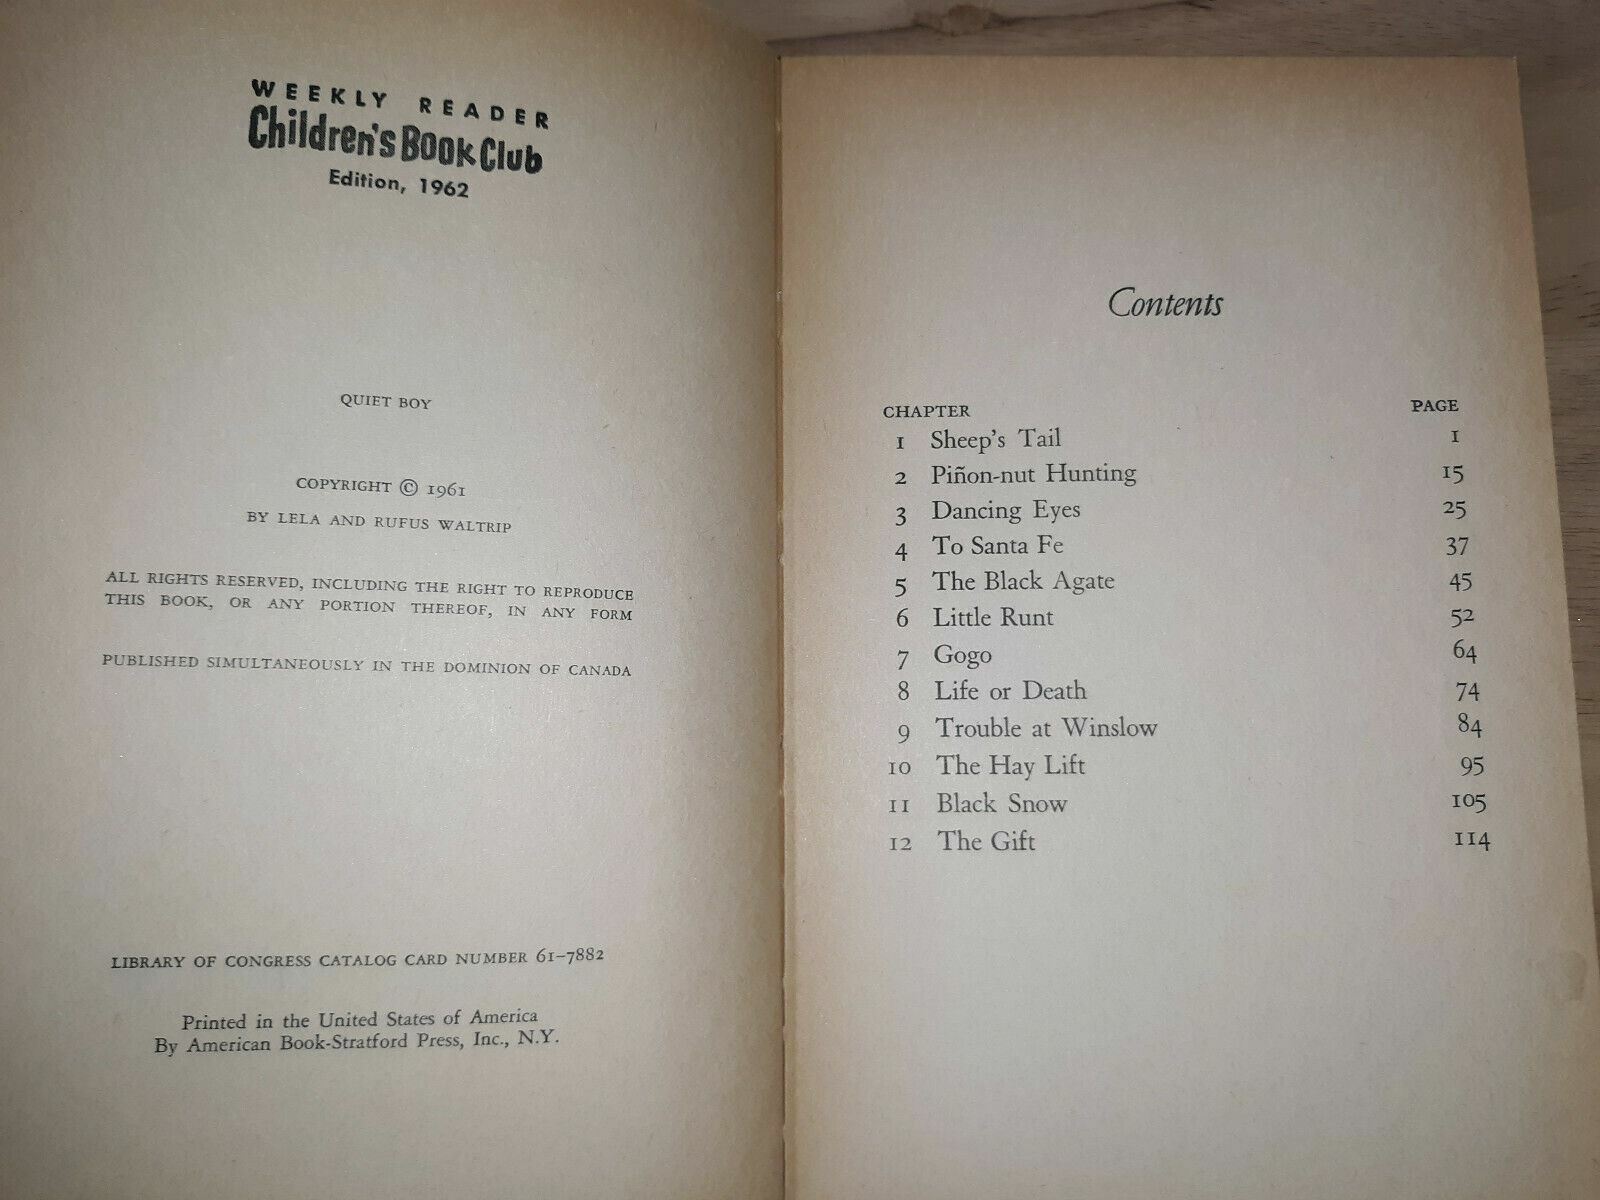 WEEKLY READER
Children's BOOK Club
Edition, 1962
QUIET BOY
COPYRIGHT © 1961
BY LELA AND RUFUS WALTRIP
ALL RIGHTS RESERVED, INCLUDING THE RIGHT TO REPRODUCE
THIS BOOK, OR ANY PORTION THEREOF, IN ANY FORM
PUBLISHED SIMULTANEOUSLY IN THE DOMINION OF CANADA
LIBRARY OF CONGRESS CATALOG CARD NUMBER 61-7882
Printed in the United States of America
By American Book-Stratford Press, Inc., N.Y.
Contents
CHAPTER PAGE
1 Sheep's Tail 1
2 Piñon-nut Hunting 15
3 Dancing Eyes 25
4 To Santa Fe 37
5 The Black Agate 45
6 Little Runt 52
7 Gogo 64
8 Life or Death 74
9 Trouble at Winslow 84
10 The Hay Lift 95
11 Black Snow 105
12 The Gift 114